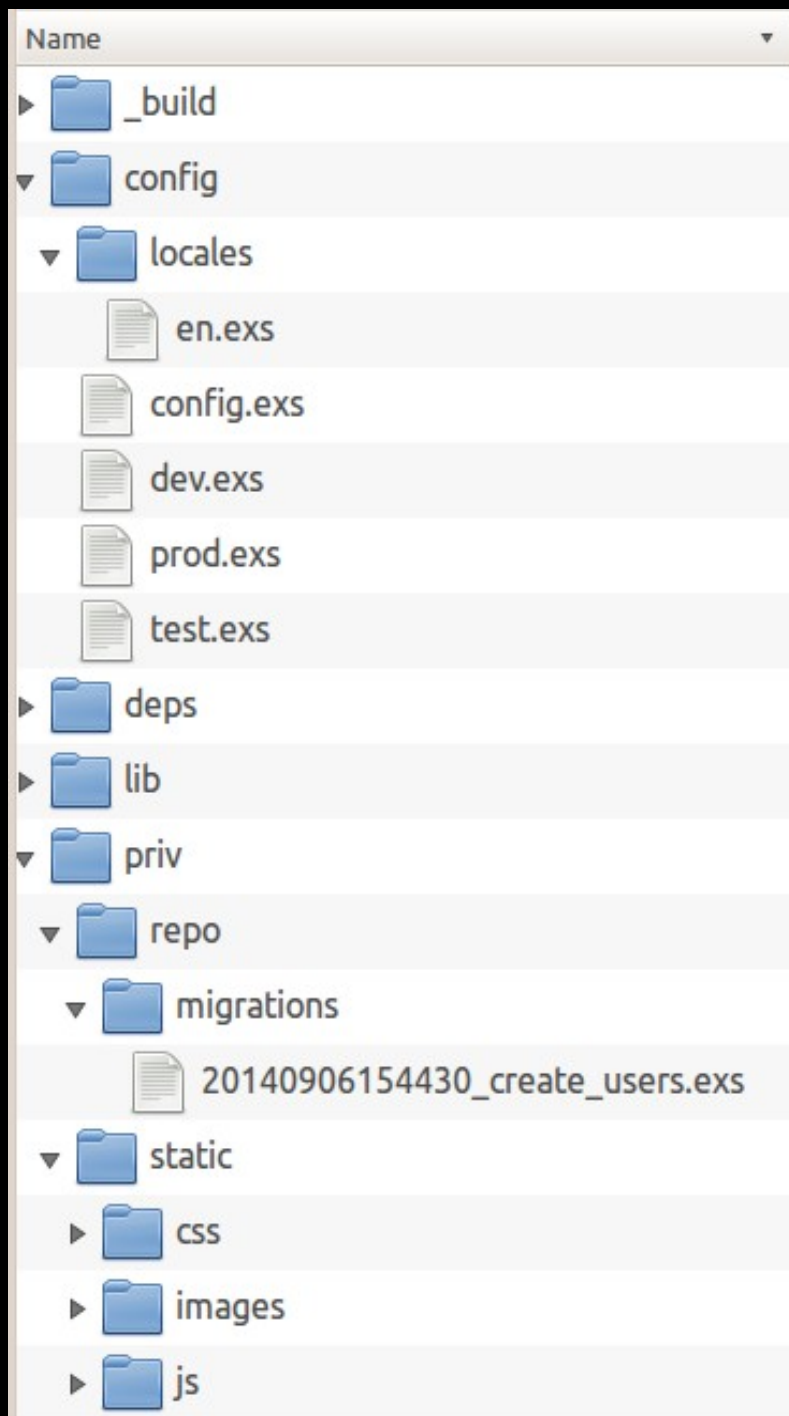 Name
_build
config
locales
en.exs
config.exs
dev.exs
prod.exs
test.exs
deps
lib
priv
repo
migrations
20140906154430_create_users.exs
static
css
images
js